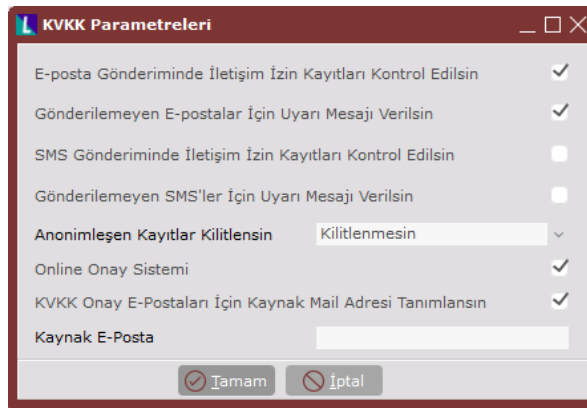 KVKK Parametreleri
E-posta Gönderiminde İletişim İzin Kayıtları Kontrol Edilsin
Gönderilemeyen E-postalar İçin Uyarı Mesajı Verilsin
SMS Gönderiminde İletişim İzin Kayıtları Kontrol Edilsin
Gönderilemeyen SMS'ler İçin Uyarı Mesajı Verilsin
Anonimleşen Kayıtlar Kilitlensin Kilitlenmesin
Online Onay Sistemi
KVKK Onay E-Postaları İçin Kaynak Mail Adresi Tanımlansın
Kaynak E-Posta
Tamam İptal